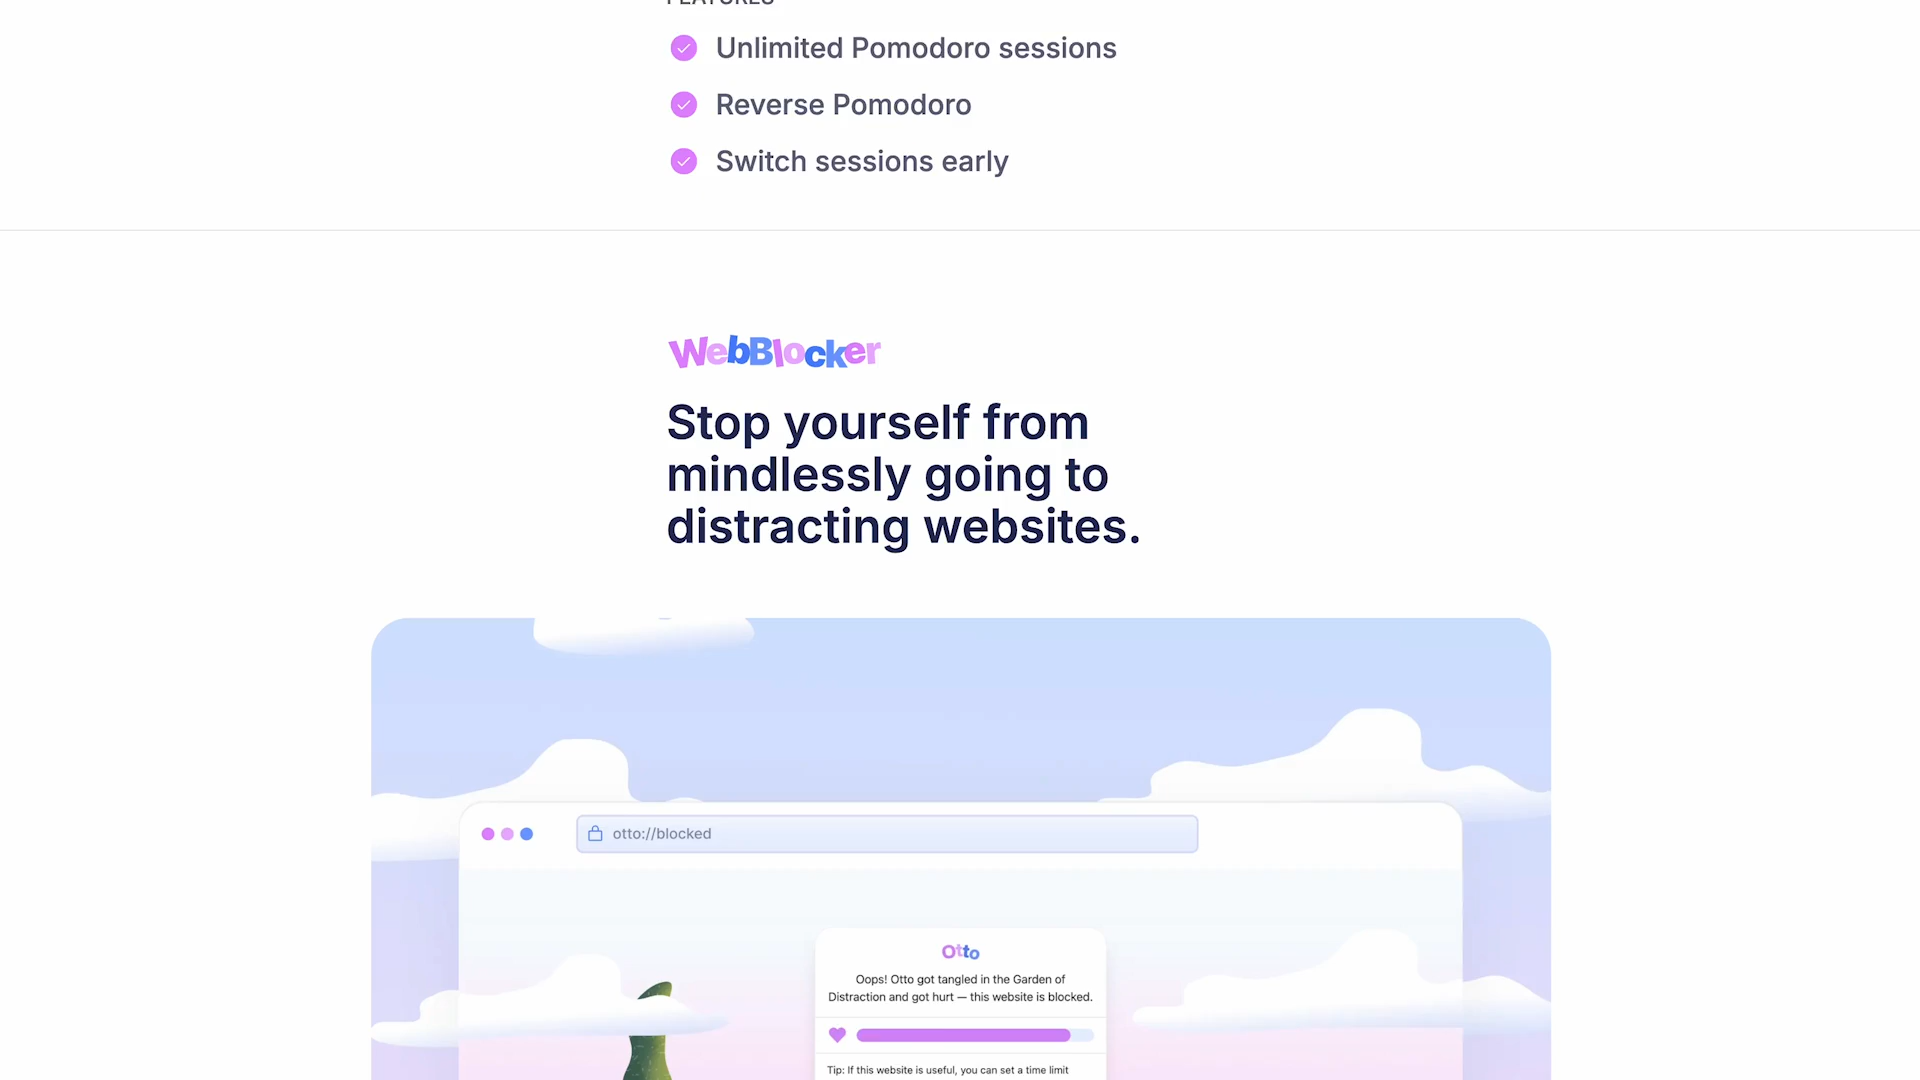 FEATURES
Unlimited Pomodoro sessions
Reverse Pomodoro
Switch sessions early
WebBlocker
Stop yourself from
mindlessly going to
distracting websites.
otto://blocked
Otto
Oops! Otto got tangled in the Garden of
Distraction and got hurt — this website is blocked.
Tip: If this website is useful, you can set a time limit